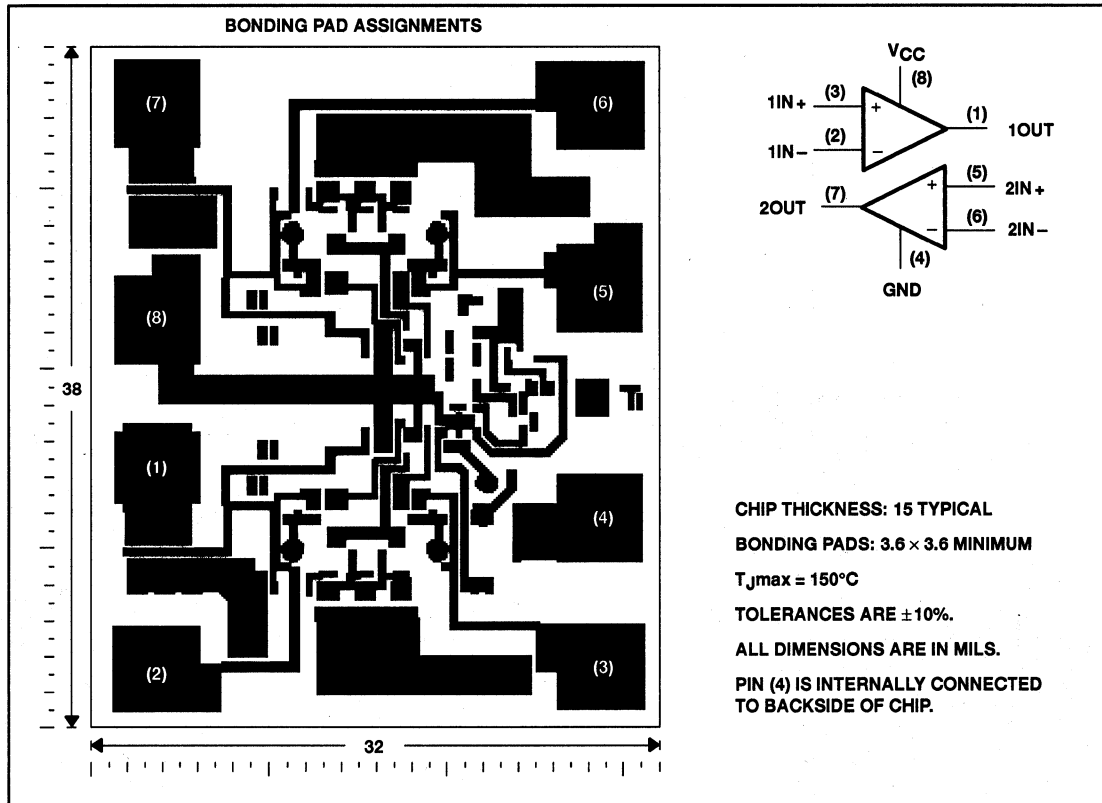 BONDING PAD ASSIGNMENTS
(7)
(6)
(5)
(8)
38
(1)
(4)
(2)
(3)
32
VCC
(8)
(3)
1IN+
+
(1)
1OUT
(2)
1IN−
−
(5)
+
2IN+
(7)
2OUT
(6)
−
2IN−
(4)
GND
CHIP THICKNESS: 15 TYPICAL
BONDING PADS: 3.6 × 3.6 MINIMUM
TJmax = 150°C
TOLERANCES ARE ±10%.
ALL DIMENSIONS ARE IN MILS.
PIN (4) IS INTERNALLY CONNECTED
TO BACKSIDE OF CHIP.